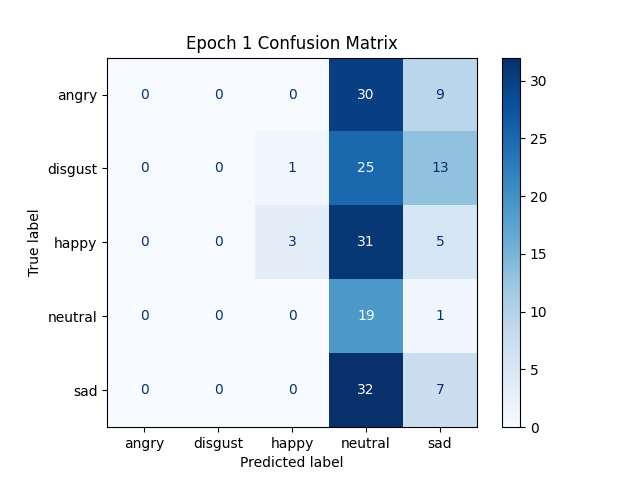 Epoch 1 Confusion Matrix
True label
angry 0 0 0 30 9
disgust 0 0 1 25 13
happy 0 0 3 31 5
neutral 0 0 0 19 1
sad 0 0 0 32 7
angry disgust happy neutral sad
Predicted label
30
25
20
15
10
5
0